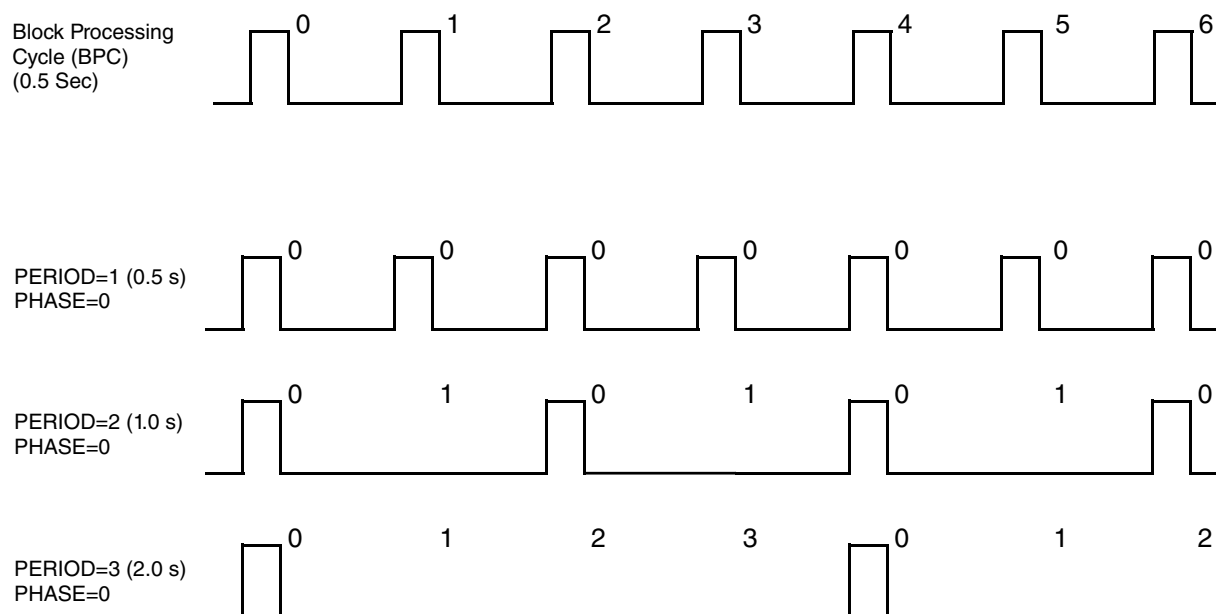 Block Processing
Cycle (BPC)
(0.5 Sec)
0 1 2 3 4 5 6
PERIOD=1 (0.5 s)
PHASE=0
0 0 0 0 0 0 0
PERIOD=2 (1.0 s)
PHASE=0
0 1 0 1 0 1 0
PERIOD=3 (2.0 s)
PHASE=0
0 1 2 3 0 1 2